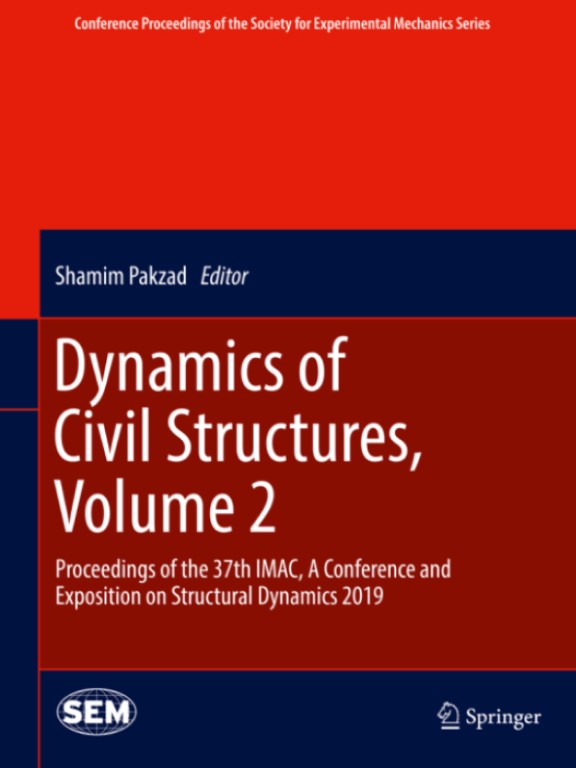 Conference Proceedings of the Society for Experimental Mechanics Series
Shamim Pakzad Editor
Dynamics of
Civil Structures,
Volume 2
Proceedings of the 37th IMAC, A Conference and
Exposition on Structural Dynamics 2019
SEM
Springer